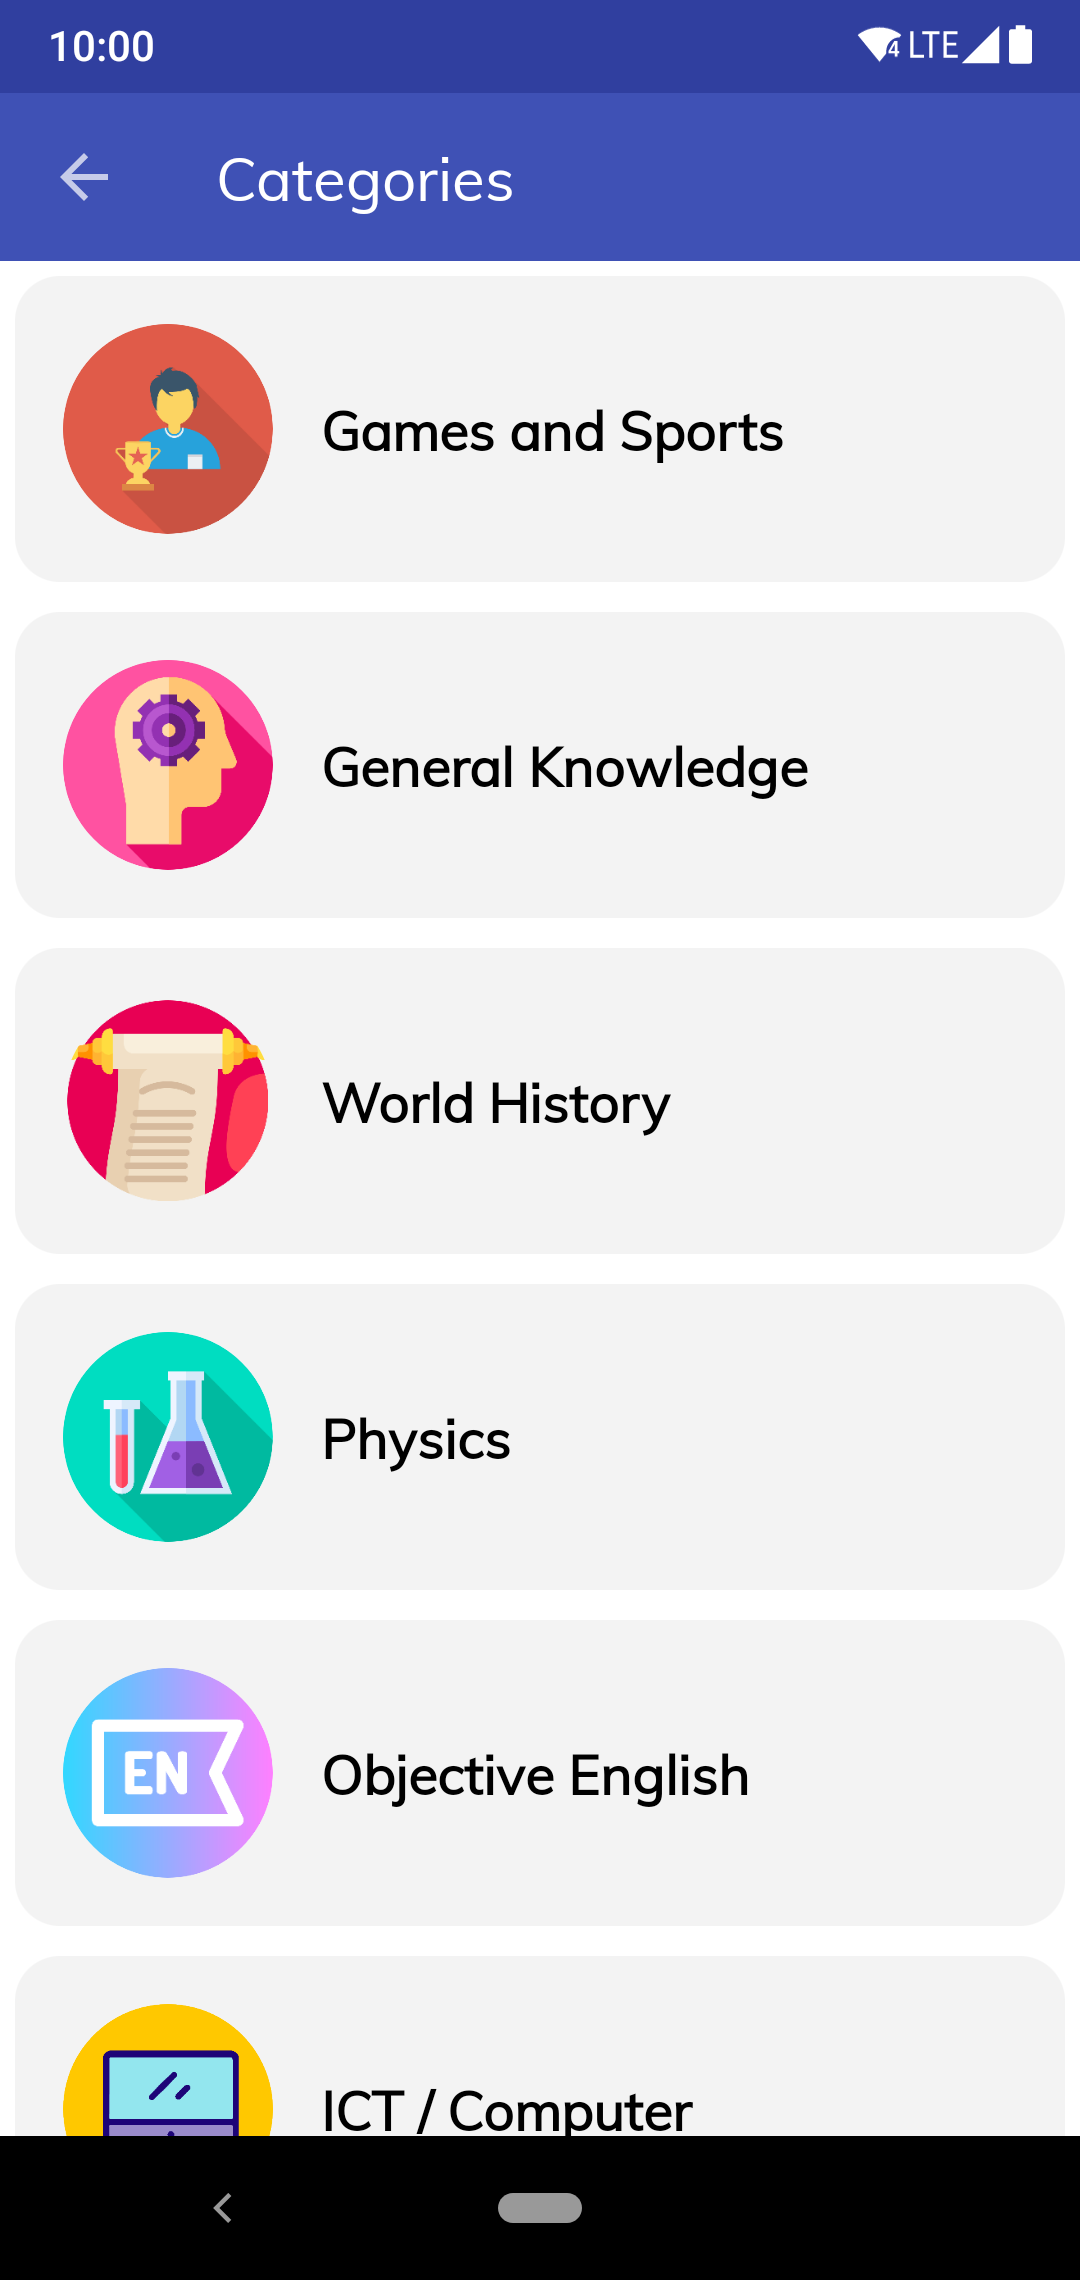 10:00
4 LTE
Categories
Games and Sports
General Knowledge
World History
Physics
EN
Objective English
ICT / Computer